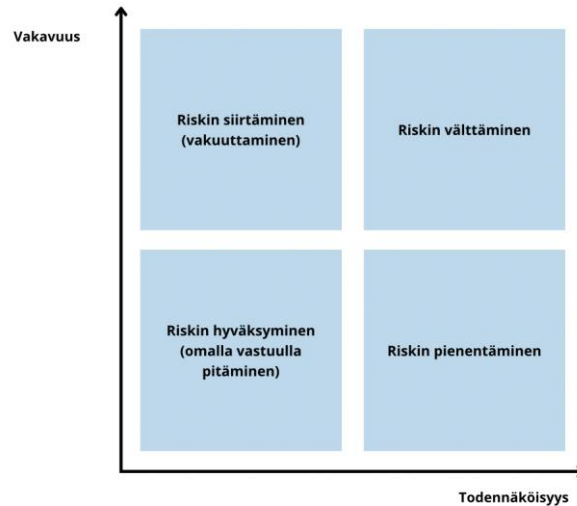 Vakavuus
Riskin siirtäminen
(vakuuttaminen)
Riskin välttäminen
Riskin hyväksyminen
(omalla vastuulla
pitäminen)
Riskin pienentäminen
Todennäköisyys